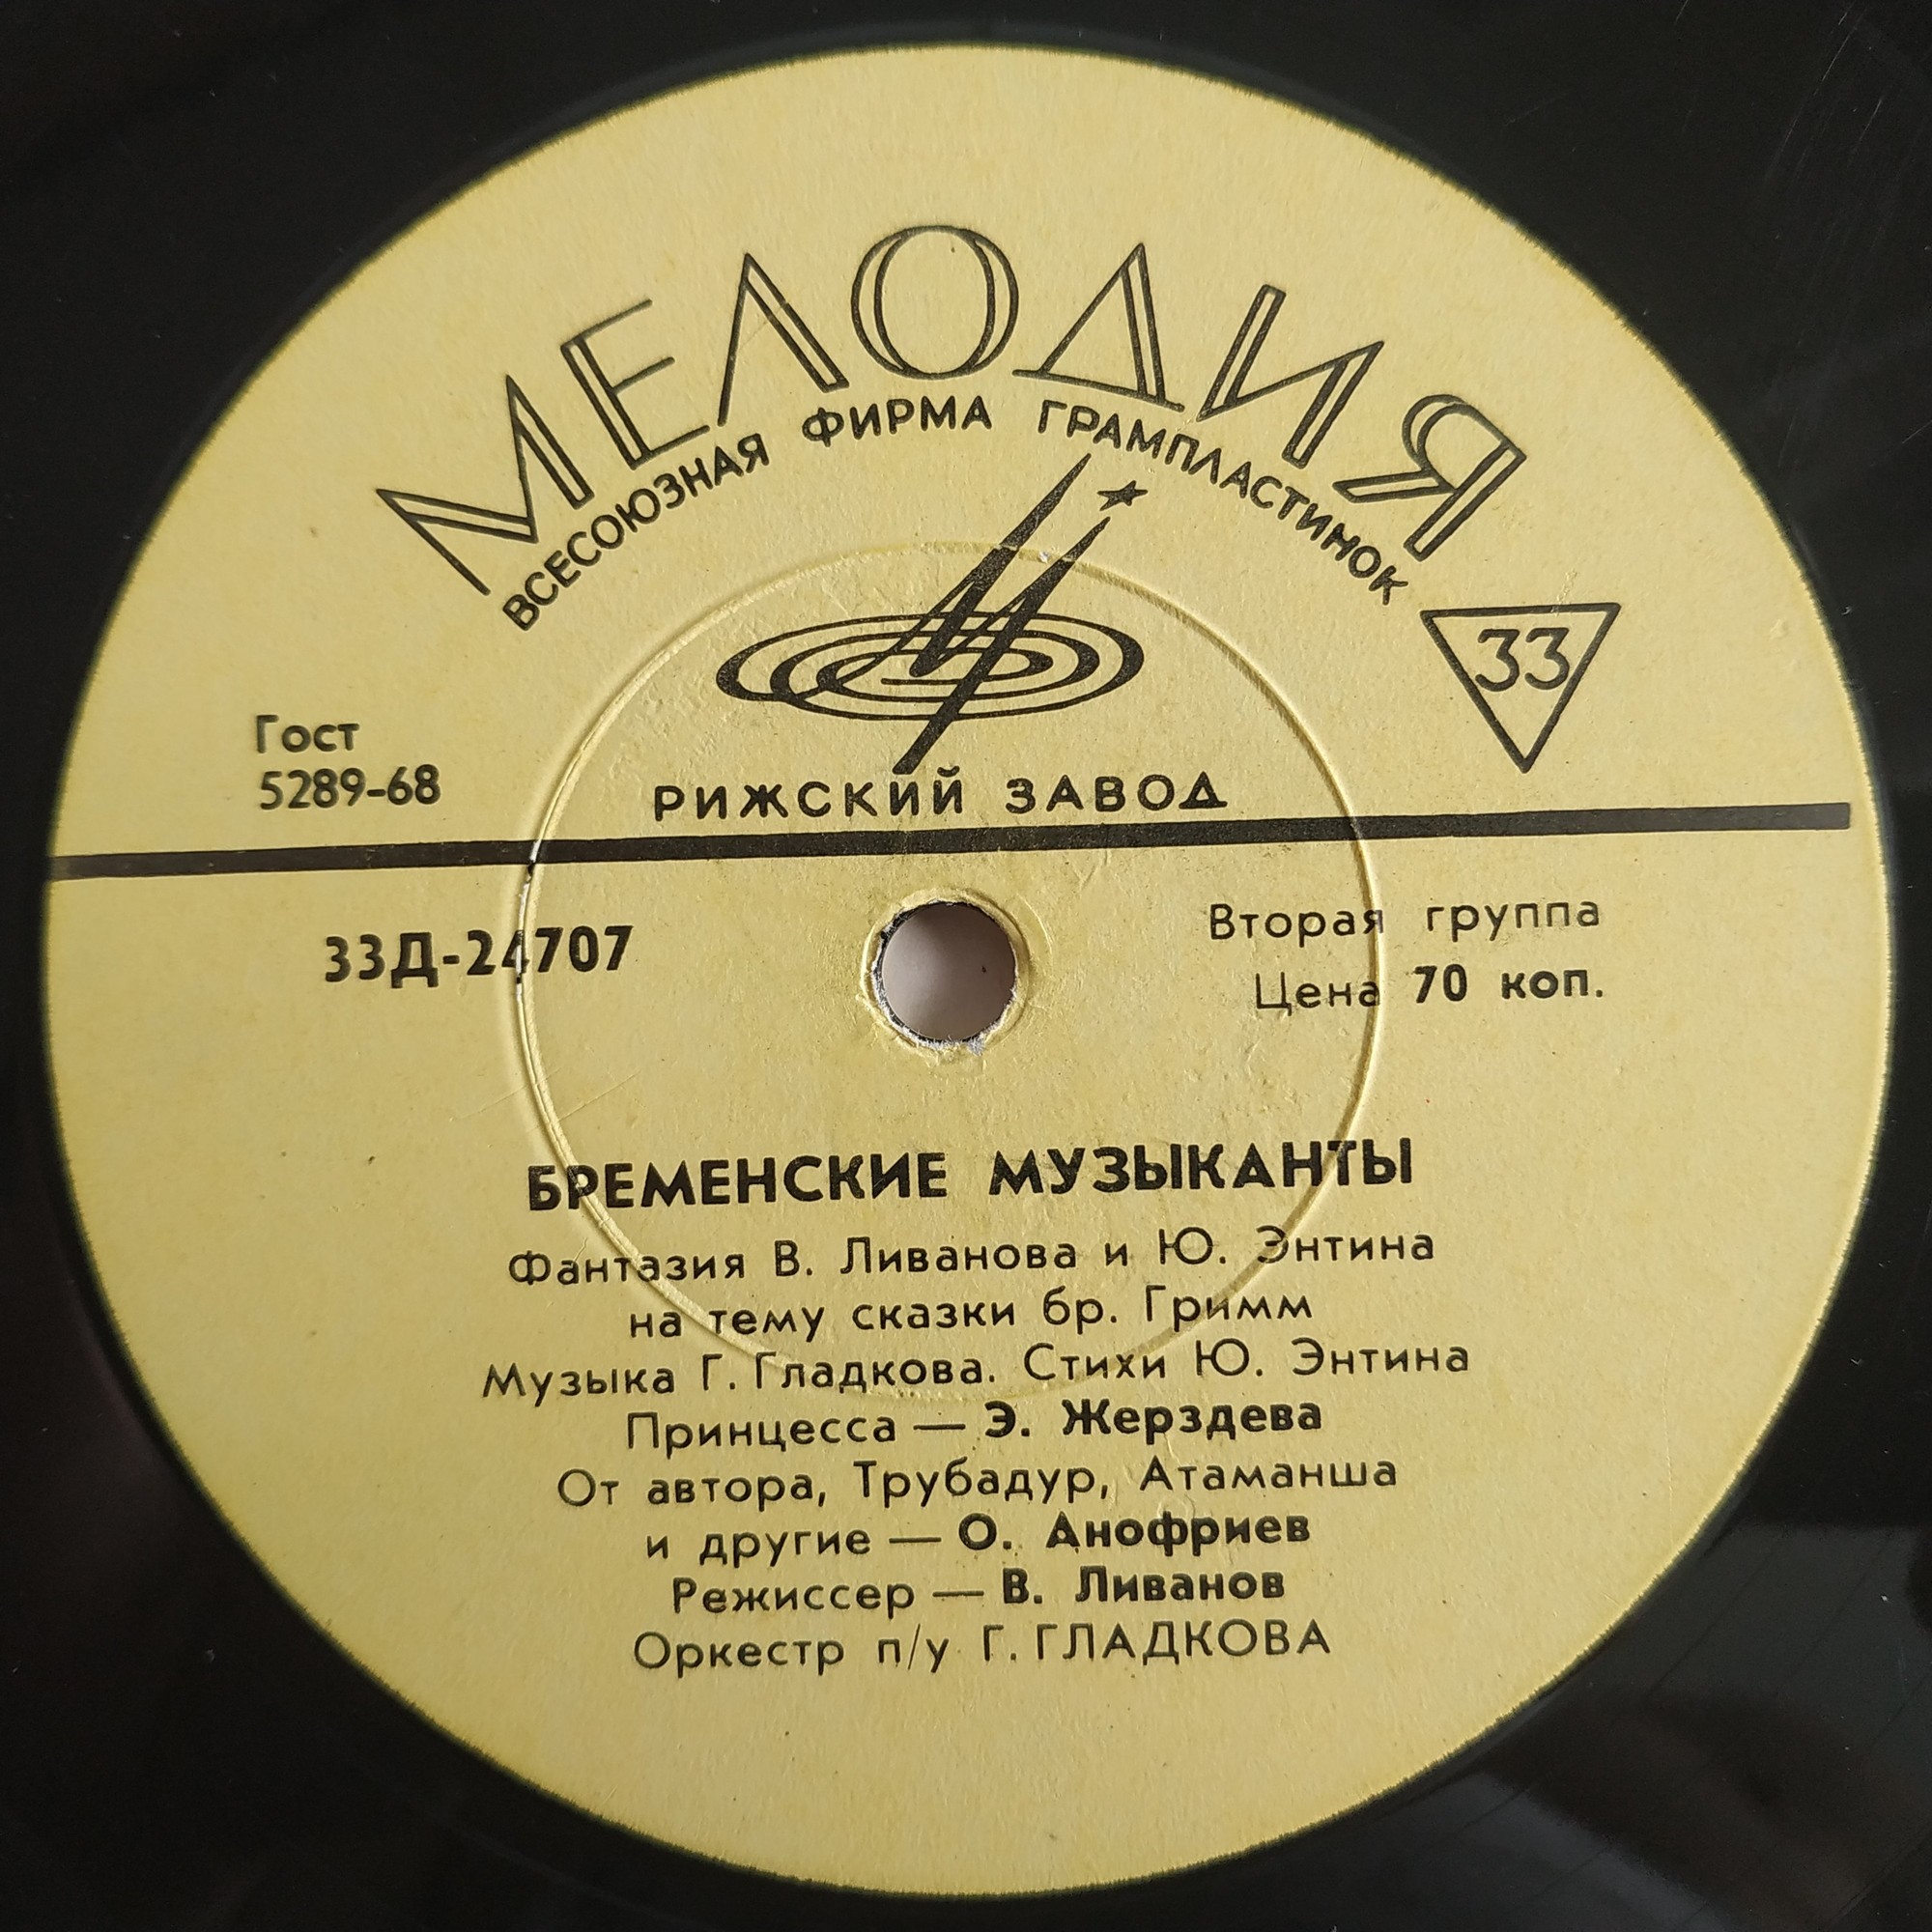 МЕЛОДИЯ
ВСЕСОЮЗНАЯ ФИРМА ГРАМПЛАСТИНОК
33
Гост
5289-68
РИЖСКИЙ ЗАВОД
33Д-24707
Вторая группа
Цена 70 коп.
БРЕМЕНСКИЕ МУЗЫКАНТЫ
Фантазия В. Ливанова и Ю. Энтина
на тему сказки бр. Гримм
Музыка Г. Гладкова. Стихи Ю. Энтина
Принцесса — Э. Жерздева
От автора, Трубадур, Атаманша
и другие — О. Анофриев
Режиссер — В. Ливанов
Оркестр п/у Г. ГЛАДКОВА